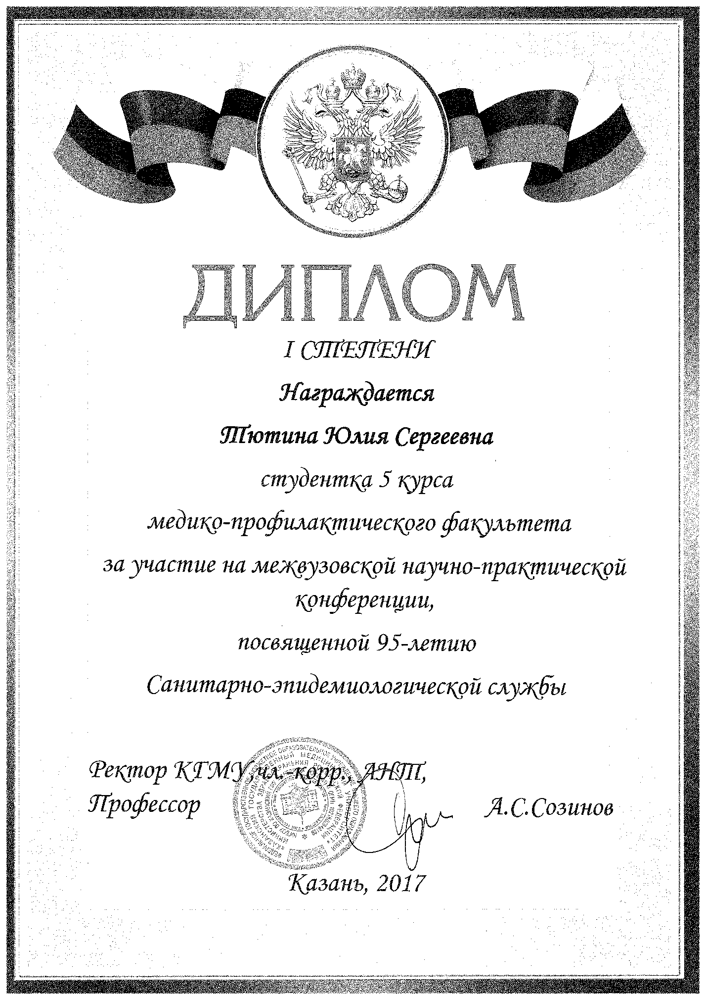 ДИПЛОМ
I СТЕПЕНИ
Награждается
Тютина Юлия Сергеевна
студентка 5 курса
медико-профилактического факультета
за участие на межвузовской научно-практической
конференции,
посвященной 95-летию
Санитарно-эпидемиологической службы
Ректор КГМУ,чл.-корр., АНТ,
Профессор
А.С.Созинов
Казань, 2017